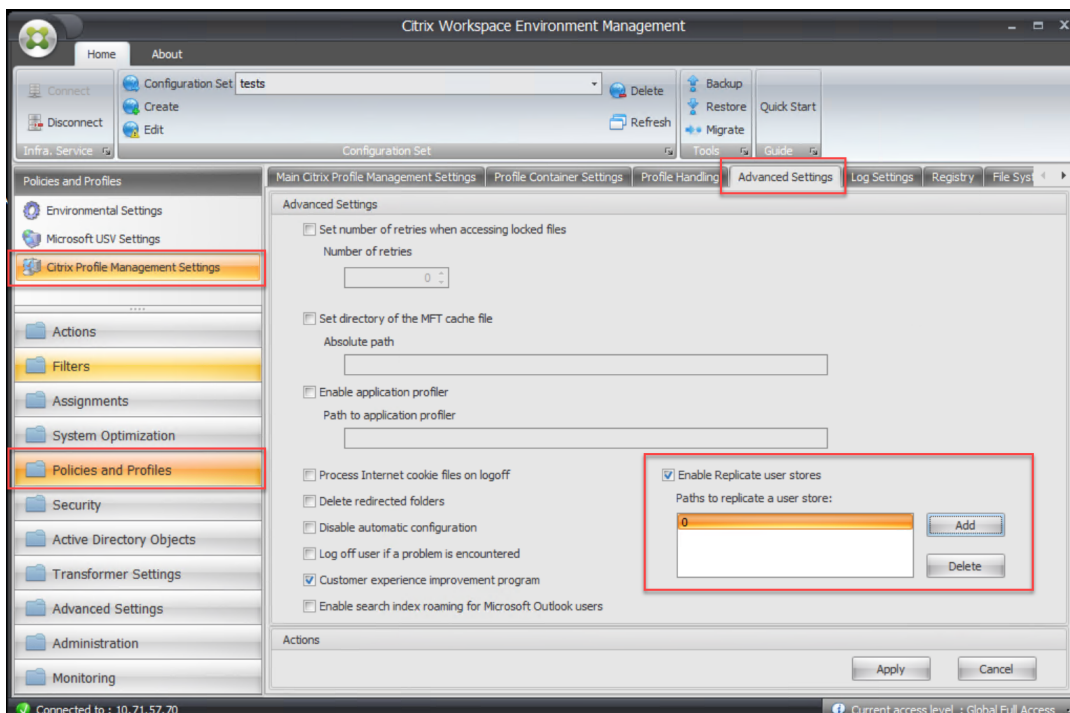 Citrix Workspace Environment Management
Home About
Connect
Disconnect
Infra. Service
Configuration Set tests
Create
Edit
Delete
Refresh
Configuration Set
Backup
Restore
Migrate
Tools
Quick Start
Guide
Policies and Profiles
Environmental Settings
Microsoft USV Settings
Citrix Profile Management Settings
Actions
Filters
Assignments
System Optimization
Policies and Profiles
Security
Active Directory Objects
Transformer Settings
Advanced Settings
Administration
Monitoring
Main Citrix Profile Management Settings Profile Container Settings Profile Handling Advanced Settings Log Settings Registry File Syst
Advanced Settings
Set number of retries when accessing locked files
Number of retries
0
Set directory of the MFT cache file
Absolute path
Enable application profiler
Path to application profiler
Process Internet cookie files on logoff
Delete redirected folders
Disable automatic configuration
Log off user if a problem is encountered
Customer experience improvement program
Enable search index roaming for Microsoft Outlook users
Enable Replicate user stores
Paths to replicate a user store:
0
Add
Delete
Actions
Apply Cancel
Connected to : 10.71.57.70
Current access level : Global Full Access